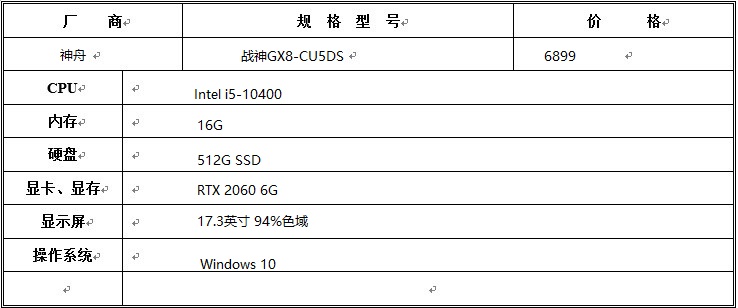 厂 商 规 格 型 号 价 格
神舟 战神GX8-CU5DS 6899
CPU Intel i5-10400
内存 16G
硬盘 512G SSD
显卡、显存 RTX 2060 6G
显示屏 17.3英寸 94%色域
操作系统 Windows 10